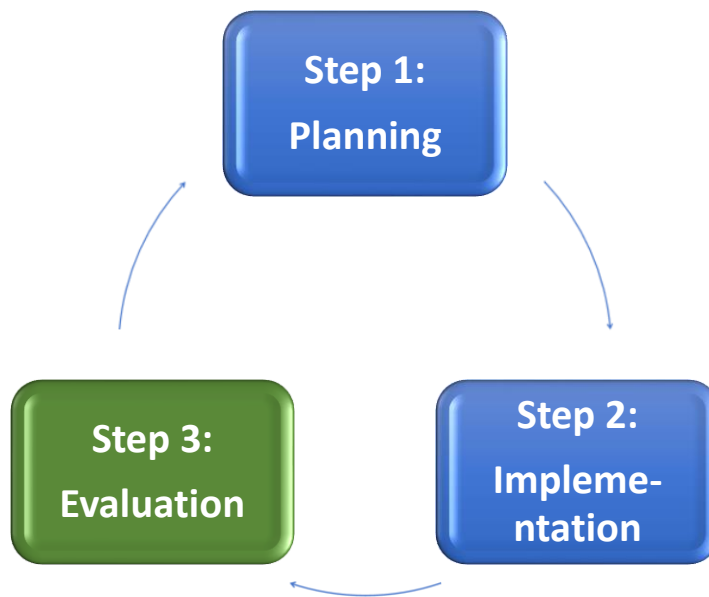 Step 1:
Planning
Step 2:
Impleme-
ntation
Step 3:
Evaluation